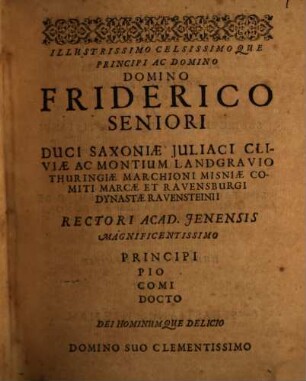 ILLUSTRISSIMO CELSISSIMOQUE
PRINCIPI AC DOMINO
DOMINO
FRIDERICO
SENIORI
DUCI SAXONIÆ JULIACI CLI-
VIÆ AC MONTIUM LANDGRAVIO
THURINGIÆ MARCHIONI MISNIÆ CO-
MITI MARCÆ ET RAVENSBURGI
DYNASTÆ RAVENSTEINII
RECTORI ACAD. JENENSIS
MAGNIFICENTISSIMO
PRINCIPI
PIO
COMI
DOCTO
DEI HOMINUMQUE DELICIO
DOMINO SUO CLEMENTISSIMO